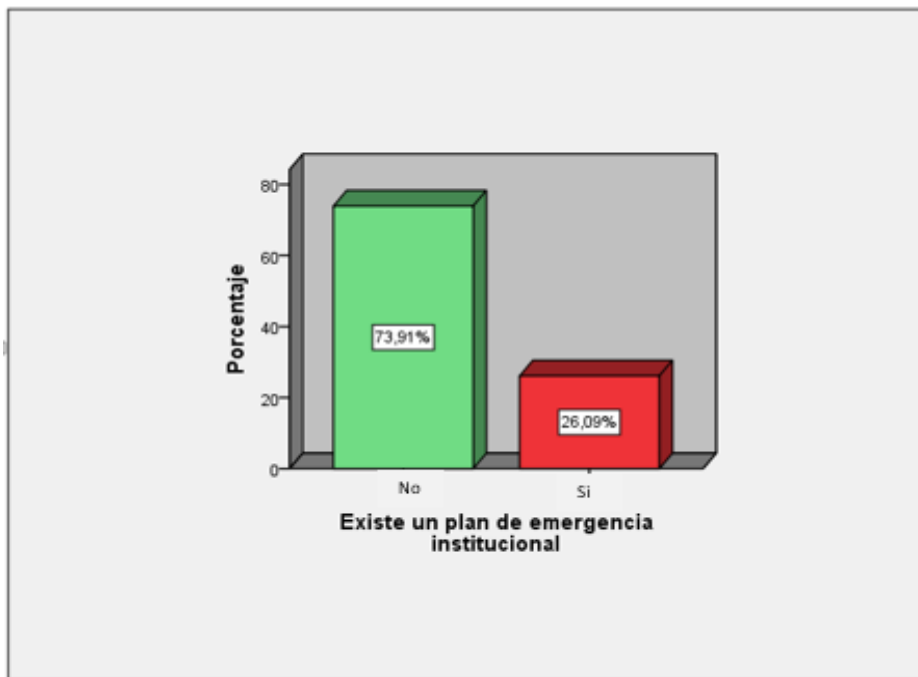 80
60
40
20
0
Porcentaje
73,91%
26,09%
No
Si
Existe un plan de emergencia
institucional